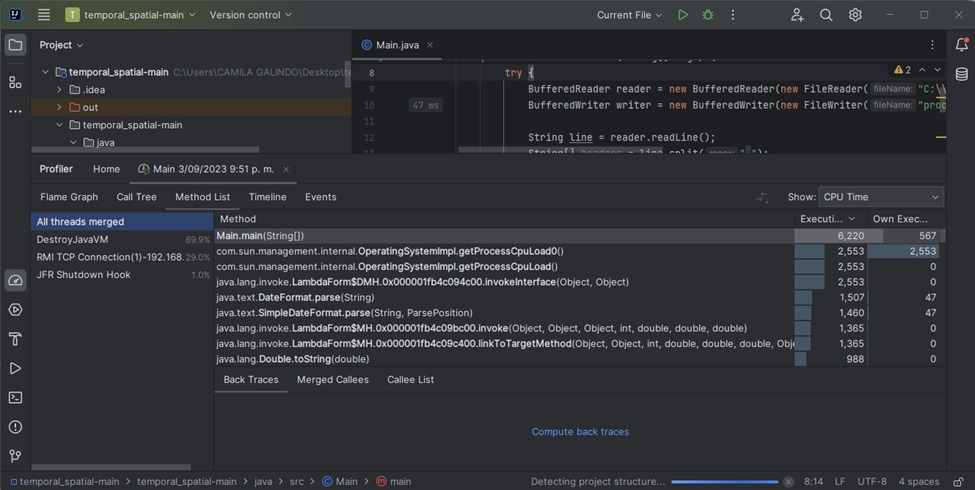 temporal_spatial-main
Version control
Current File
Project
Main.java
temporal_spatial-main C:\Users\CAMILA GALINDO\Desktop\te
.idea
out
temporal_spatial-main
java
8 try {
9 BufferedReader reader = new BufferedReader(new FileReader( fileName: "C:\\
10 47 ms BufferedWriter writer = new BufferedWriter(new FileWriter( fileName: "proc
11
12 String line = reader.readLine();
2
Profiler
Home
Main 3/09/2023 9:51 p. m.
Flame Graph Call Tree Method List Timeline Events
Show: CPU Time
All threads merged
DestroyJavaVM 69.9%
RMI TCP Connection(1)-192.168. 29.0%
JFR Shutdown Hook 1.0%
Method Executi... Own Exec...
Main.main(String[]) 6,220 567
com.sun.management.internal.OperatingSystemImpl.getProcessCpuLoad0() 2,553 2,553
com.sun.management.internal.OperatingSystemImpl.getProcessCpuLoad() 2,553 0
java.lang.invoke.LambdaForm$DMH.0x000001fb4c094c00.invokeInterface(Object, Object) 2,553 0
java.text.DateFormat.parse(String) 1,507 47
java.text.SimpleDateFormat.parse(String, ParsePosition) 1,460 47
java.lang.invoke.LambdaForm$MH.0x000001fb4c09bc00.invoke(Object, Object, Object, int, double, double, double) 1,365 0
java.lang.invoke.LambdaForm$MH.0x000001fb4c09c400.linkToTargetMethod(Object, Object, int, double, double, double, Obj 1,365 0
java.lang.Double.toString(double) 988 0
Back Traces Merged Callees Callee List
Compute back traces
temporal_spatial-main > temporal_spatial-main > java > src > Main > main
Detecting project structure...
8:14 LF UTF-8 4 spaces